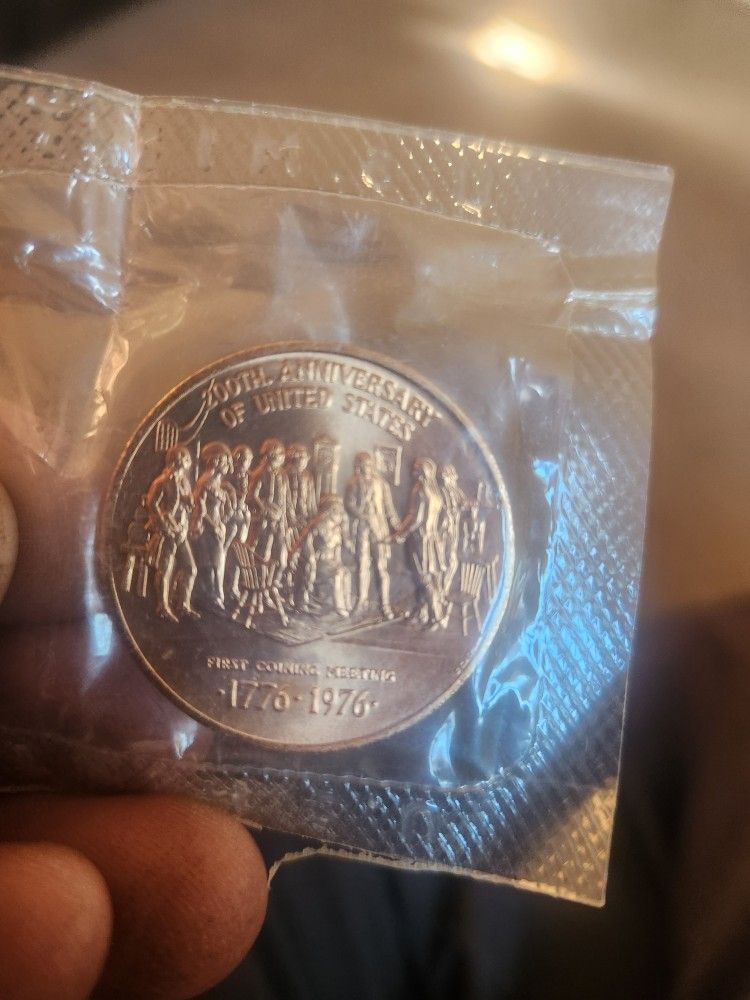 200TH. ANNIVERSARY
OF UNITED STATES
FIRST COINING MEETING
·1776·1976·